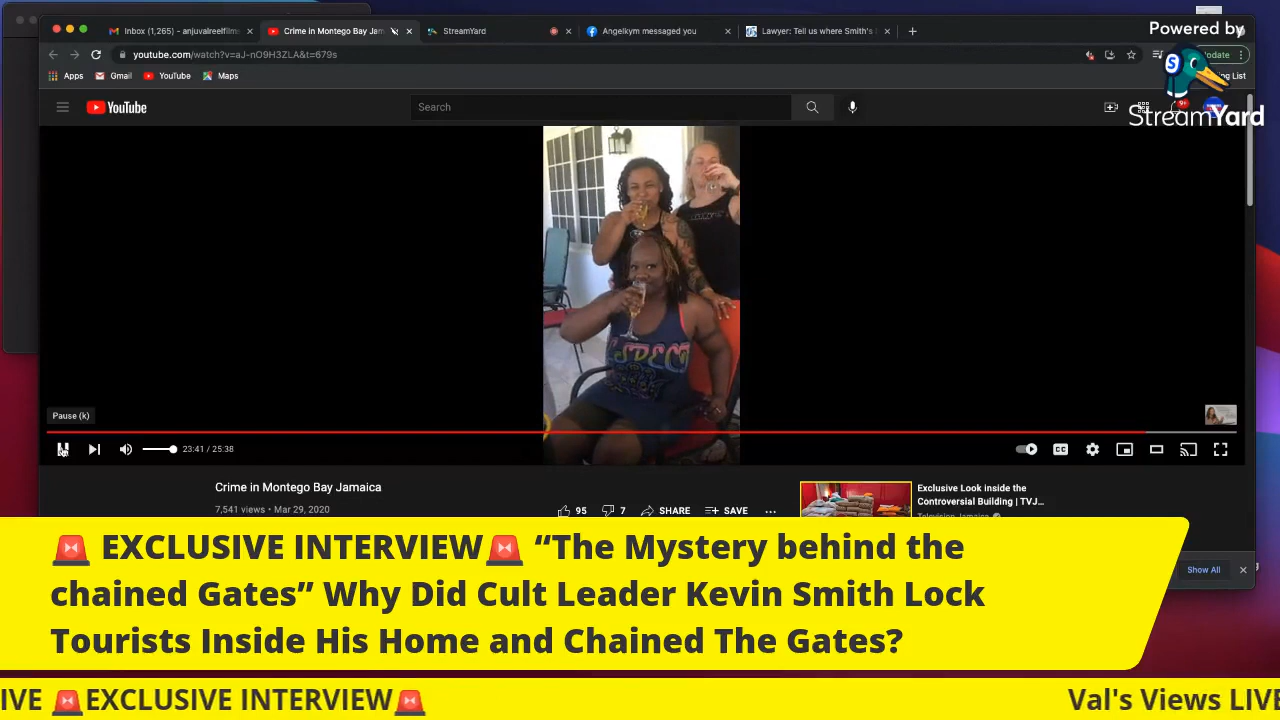 Inbox (1,265) - anjuvalreelfilm
Crime in Montego Bay Jam
StreamYard
Angelkym messaged you
Lawyer: Tell us where Smith's
Powered by
youtube.com/watch?v=aJ-nO9H3ZLA&t=679s
Update
Apps
Gmail
YouTube
Maps
YouTube
Search
9+
StreamYard
Pause (k)
23:41 / 25:38
CC
Crime in Montego Bay Jamaica
7,541 views • Mar 29, 2020
95
7
SHARE
SAVE
Exclusive Look inside the
Controversial Building | TVJ...
Show All
🚨 EXCLUSIVE INTERVIEW🚨 “The Mystery behind the
chained Gates” Why Did Cult Leader Kevin Smith Lock
Tourists Inside His Home and Chained The Gates?
IVE 🚨EXCLUSIVE INTERVIEW🚨
Val's Views LIVE